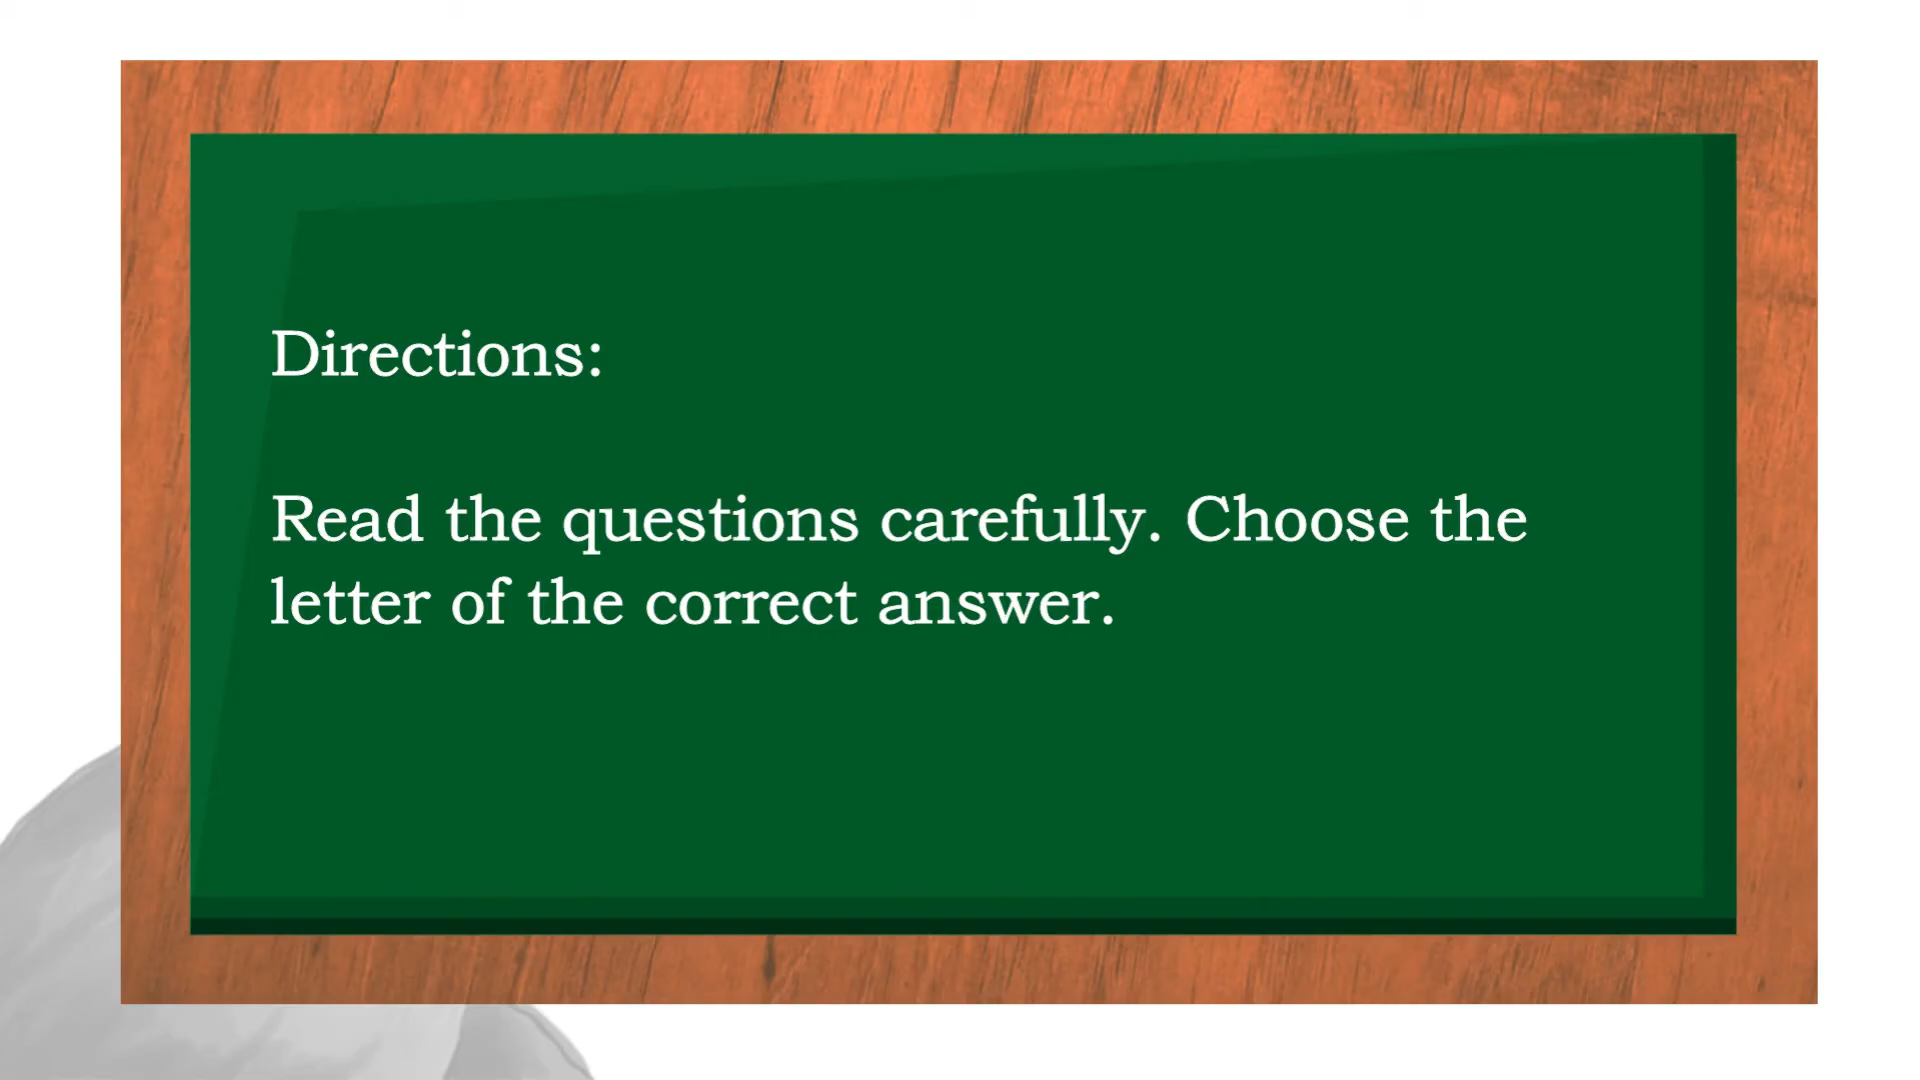 Directions:
Read the questions carefully. Choose the
letter of the correct answer.